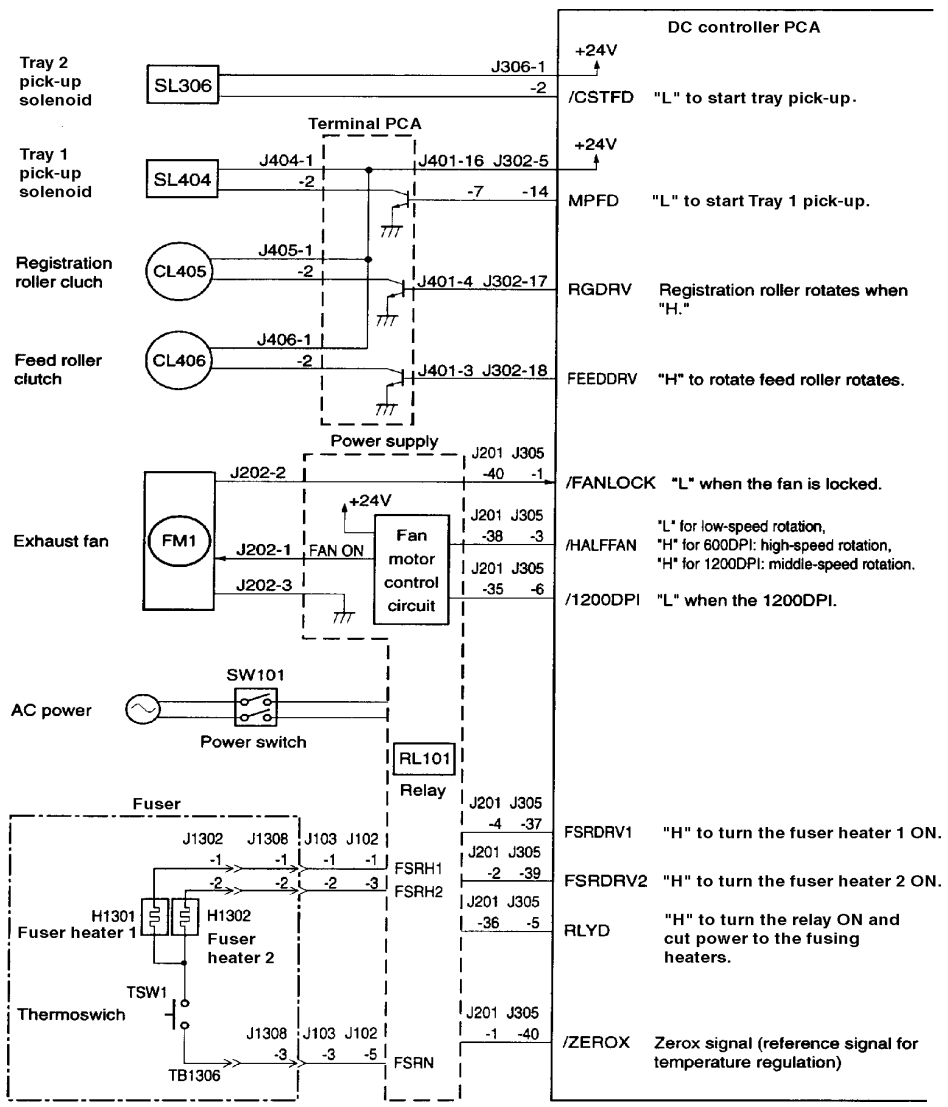 DC controller PCA
+24V
Tray 2
pick-up
solenoid
SL306
J306-1
-2
/CSTFD "L" to start tray pick-up.
Terminal PCA
+24V
Tray 1
pick-up
solenoid
SL404
J404-1
-2
J401-16 J302-5
-7 -14
MPFD "L" to start Tray 1 pick-up.
Registration
roller cluch
CL405
J405-1
-2
J401-4 J302-17
RGDRV Registration roller rotates when
"H."
Feed roller
clutch
CL406
J406-1
-2
J401-3 J302-18
FEEDDRV "H" to rotate feed roller rotates.
Power supply
J201 J305
-40 -1
J202-2
/FANLOCK "L" when the fan is locked.
+24V
Exhaust fan
FM1
J202-1 FAN ON
J202-3
Fan
motor
control
circuit
J201 J305
-38 -3
/HALFFAN
"L" for low-speed rotation,
"H" for 600DPI: high-speed rotation,
"H" for 1200DPI: middle-speed rotation.
J201 J305
-35 -6
/1200DPI "L" when the 1200DPI.
SW101
AC power
Power switch
RL101
Relay
Fuser
J1302 J1308 J103 J102
-1 -1 -1 -1
FSRH1
-2 -2 -2 -3
FSRH2
J201 J305
-4 -37
FSRDRV1 "H" to turn the fuser heater 1 ON.
J201 J305
-2 -39
FSRDRV2 "H" to turn the fuser heater 2 ON.
J201 J305
-36 -5
RLYD
"H" to turn the relay ON and
cut power to the fusing
heaters.
H1301
Fuser heater 1
H1302
Fuser
heater 2
TSW1
Thermoswich
J1308 J103 J102
-3 -3 -5
FSRN
TB1306
J201 J305
-1 -40
/ZEROX Zerox signal (reference signal for
temperature regulation)